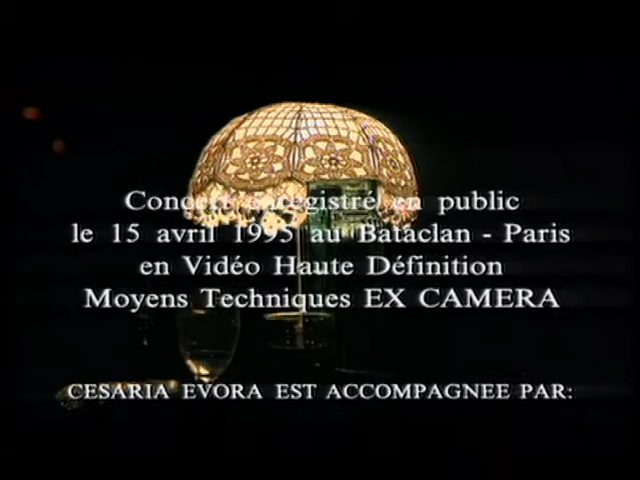 Concert enregistré en public
le 15 avril 1995 au Bataclan - Paris
en Vidéo Haute Définition
Moyens Techniques EX CAMERA
CESARIA EVORA EST ACCOMPAGNEE PAR: